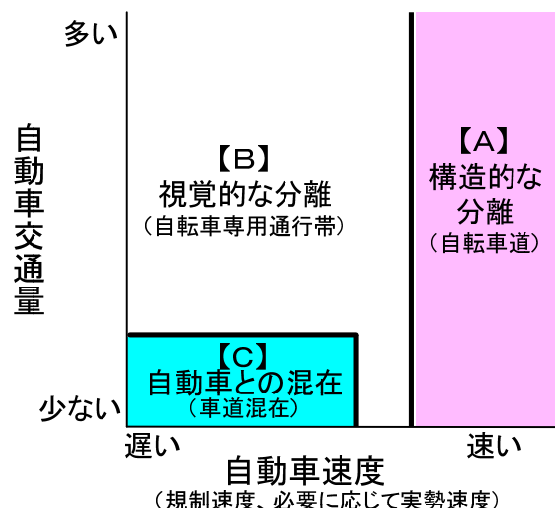 多い
自動車交通量
【A】
構造的な
分離
（自転車道）
【B】
視覚的な分離
（自転車専用通行帯）
【C】
自動車との混在
（車道混在）
少ない
遅い
速い
自動車速度
（規制速度、必要に応じて実勢速度）